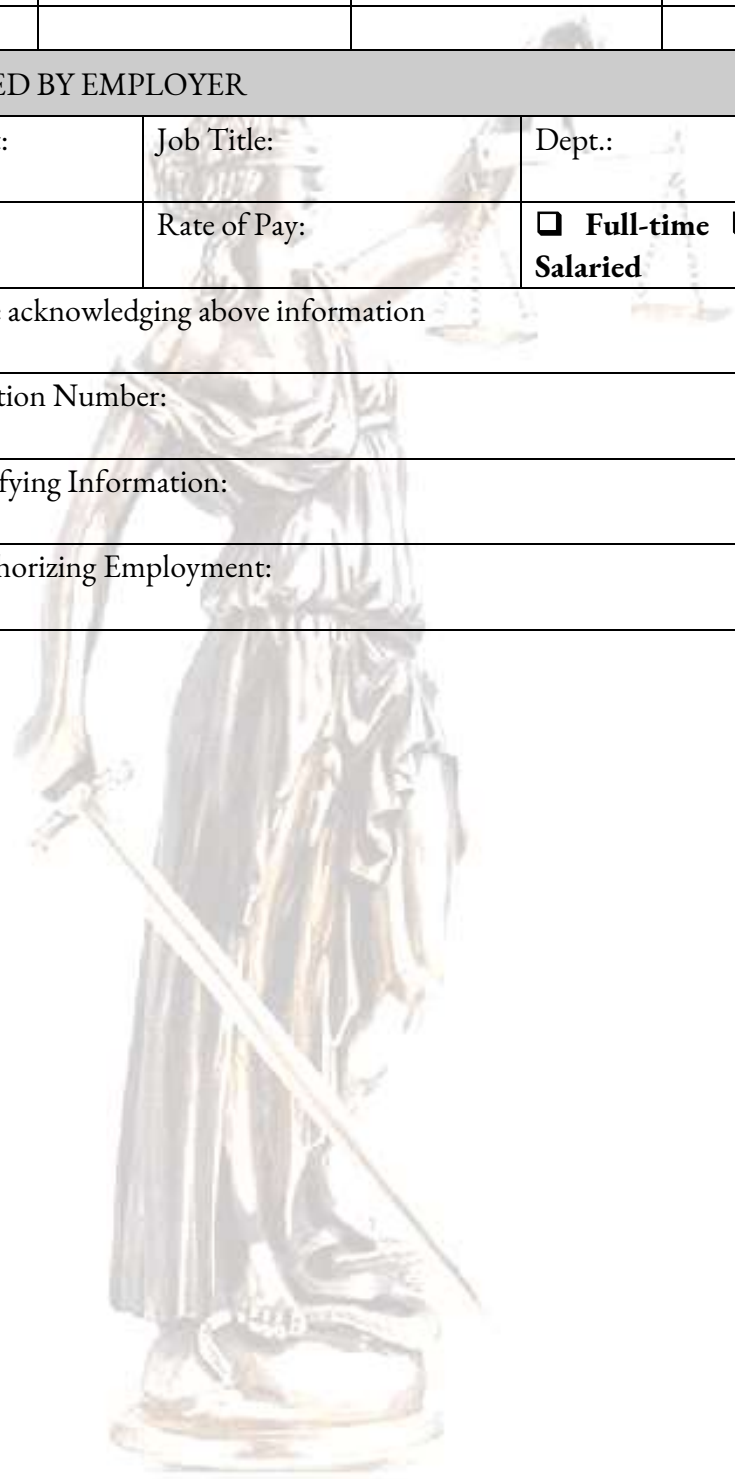 ED BY EMPLOYER
: Job Title: Dept.:
Rate of Pay: ❑ Full-time
Salaried
acknowledging above information
tion Number:
fying Information:
horizing Employment: